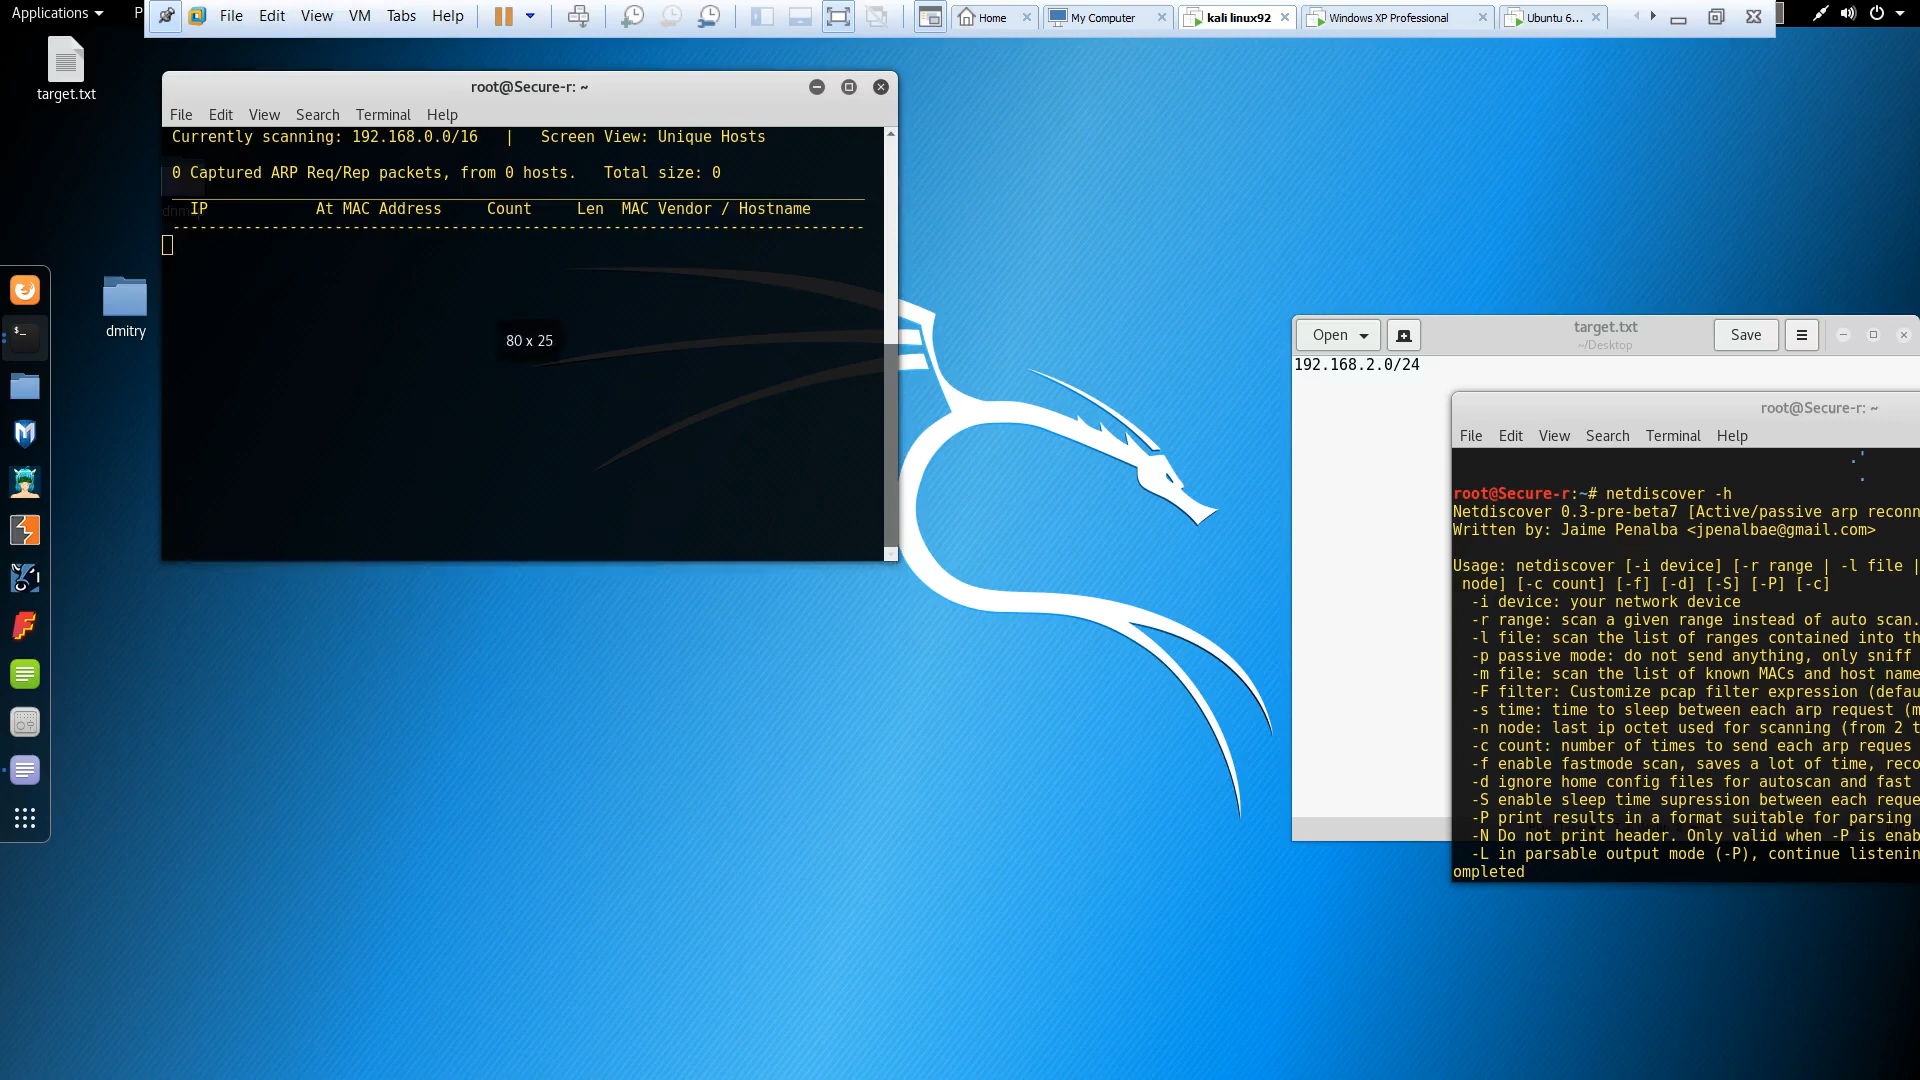 Applications
P
File Edit View VM Tabs Help
Home
My Computer
kali linux92
Windows XP Professional
Ubuntu 6...
target.txt
root@Secure-r: ~
File Edit View Search Terminal Help
Currently scanning: 192.168.0.0/16 | Screen View: Unique Hosts
0 Captured ARP Req/Rep packets, from 0 hosts. Total size: 0
IP At MAC Address Count Len MAC Vendor / Hostname
-----------------------------------------------------------------------------
80 x 25
dmitry
Open
target.txt
~/Desktop
Save
192.168.2.0/24
root@Secure-r: ~
File Edit View Search Terminal Help
root@Secure-r:~# netdiscover -h
Netdiscover 0.3-pre-beta7 [Active/passive arp reconn
Written by: Jaime Penalba <jpenalbae@gmail.com>
Usage: netdiscover [-i device] [-r range | -l file |
node] [-c count] [-f] [-d] [-S] [-P] [-c]
-i device: your network device
-r range: scan a given range instead of auto scan.
-l file: scan the list of ranges contained into th
-p passive mode: do not send anything, only sniff
-m file: scan the list of known MACs and host name
-F filter: Customize pcap filter expression (defau
-s time: time to sleep between each arp request (m
-n node: last ip octet used for scanning (from 2 t
-c count: number of times to send each arp reques
-f enable fastmode scan, saves a lot of time, reco
-d ignore home config files for autoscan and fast
-S enable sleep time supression between each reque
-P print results in a format suitable for parsing
-N Do not print header. Only valid when -P is enab
-L in parsable output mode (-P), continue listenin
ompleted